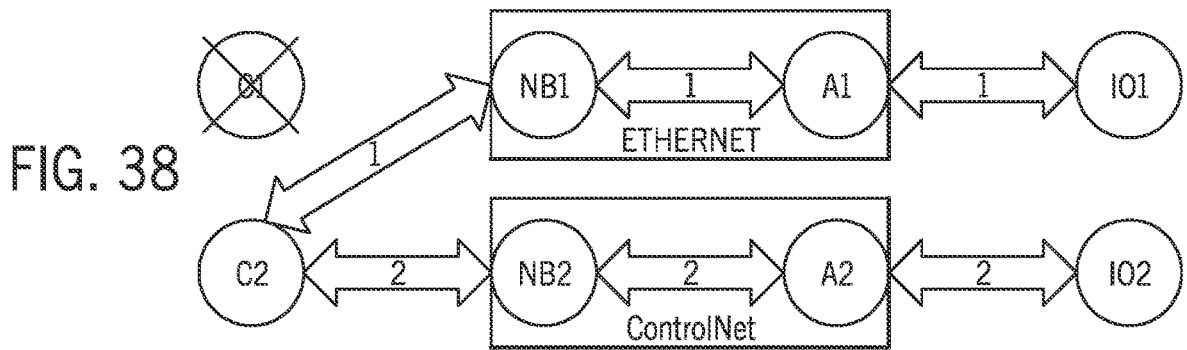 C1 NB1 1 A1 1 IO1
ETHERNET
1
FIG. 38
C2 2 NB2 2 A2 2 IO2
ControlNet